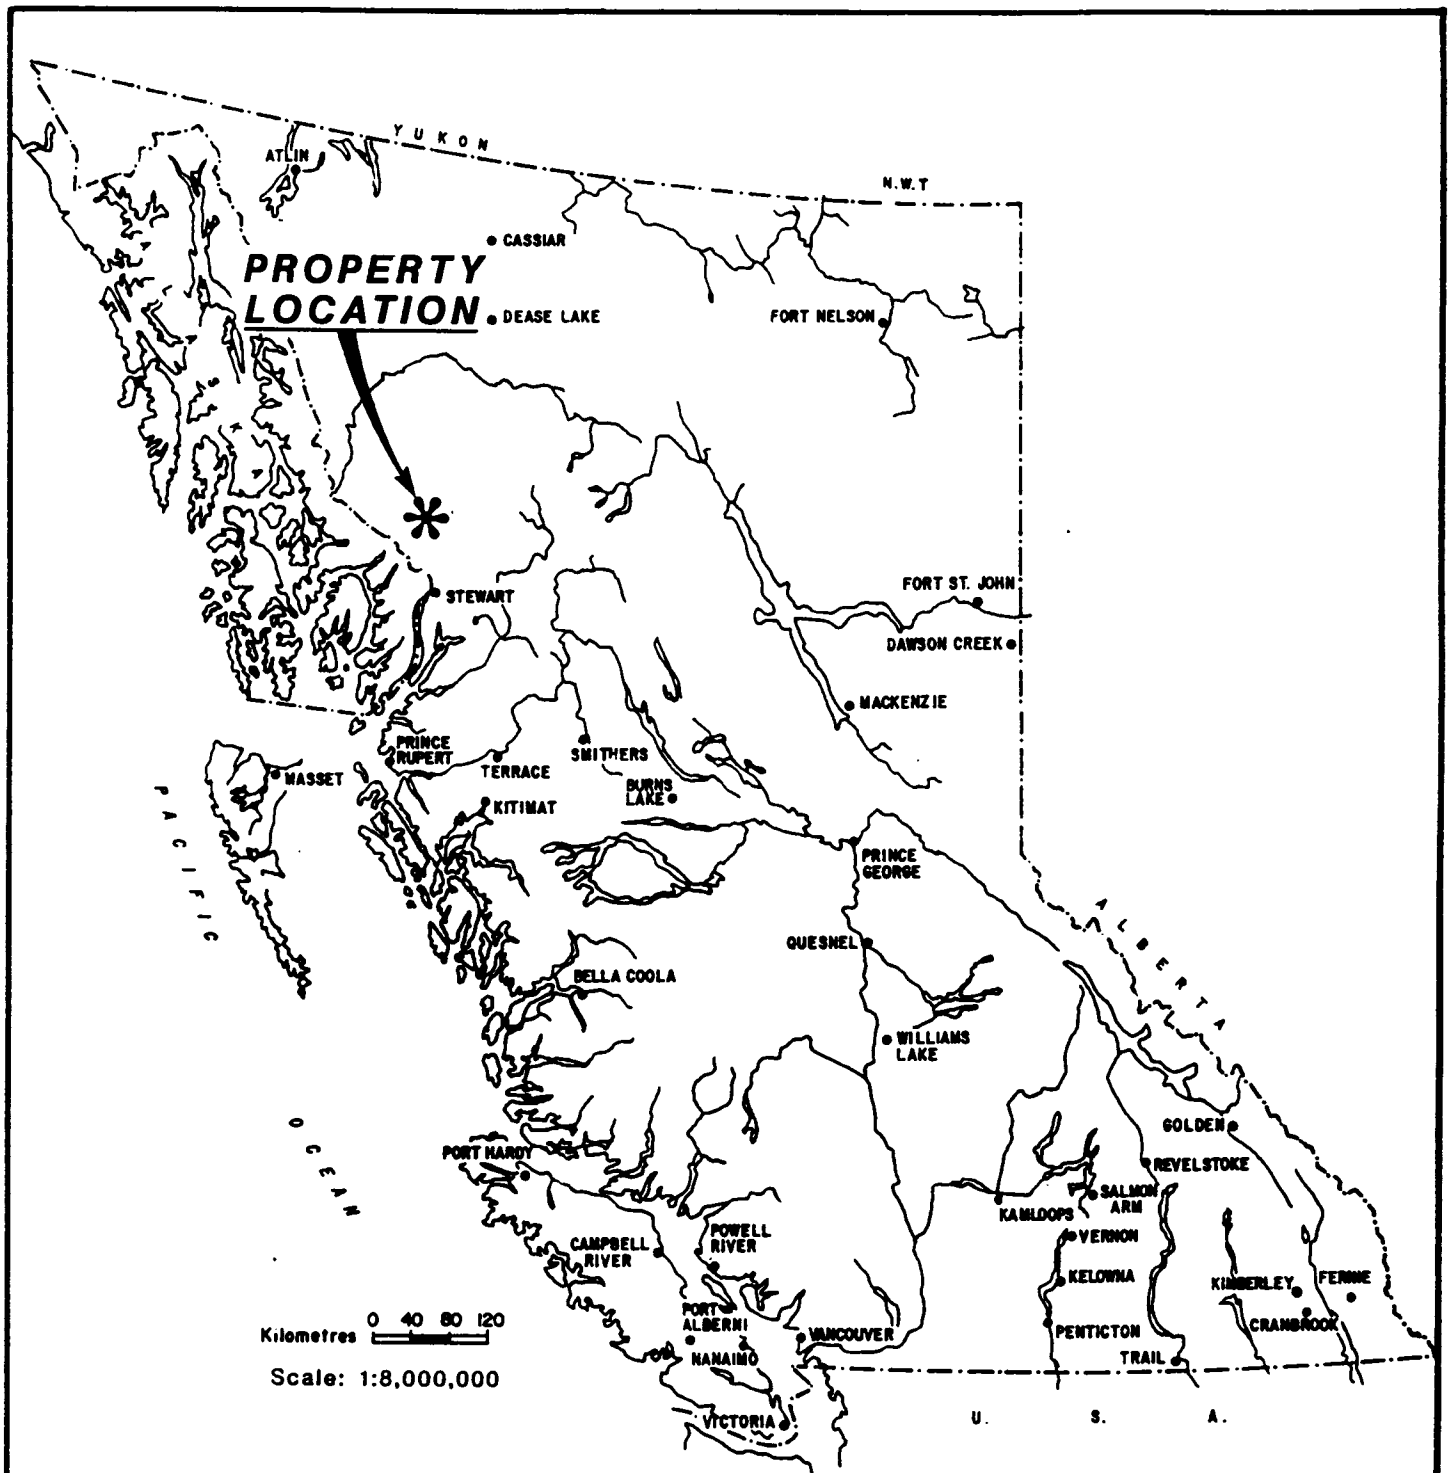 YUKON
N.W.T
ATLIN
CASSIAR
PROPERTY
LOCATION
DEASE LAKE
FORT NELSON
ALASKA
STEWART
FORT ST. JOHN
DAWSON CREEK
MACKENZIE
PRINCE
RUPERT
SMITHERS
TERRACE
MASSET
BURNS
LAKE
KITIMAT
PACIFIC
PRINCE
GEORGE
ALBERTA
QUESNEL
BELLA COOLA
WILLIAMS
LAKE
OCEAN
GOLDEN
PORT HARDY
REVELSTOKE
SALMON
ARM
KAMLOOPS
POWELL
RIVER
CAMPBELL
RIVER
VERNON
KELOWNA
KIMBERLEY
FERNIE
PORT
ALBERNI
CRANBROOK
VANCOUVER
PENTICTON
NANAIMO
TRAIL
Kilometres 0 40 80 120
Scale: 1:8,000,000
VICTORIA
U. S. A.